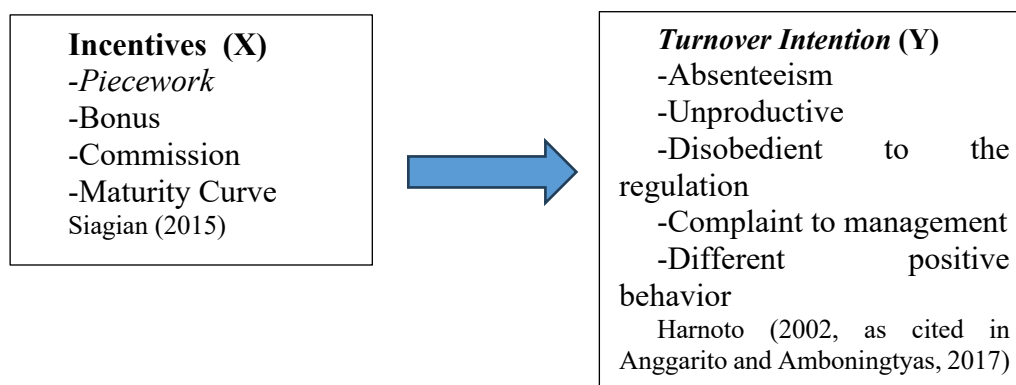 Incentives (X)
-Piecework
-Bonus
-Commission
-Maturity Curve
Siagian (2015)
Turnover Intention (Y)
-Absenteeism
-Unproductive
-Disobedient to the
regulation
-Complaint to management
-Different positive
behavior
Harnoto (2002, as cited in
Anggarito and Amboningtyas, 2017)